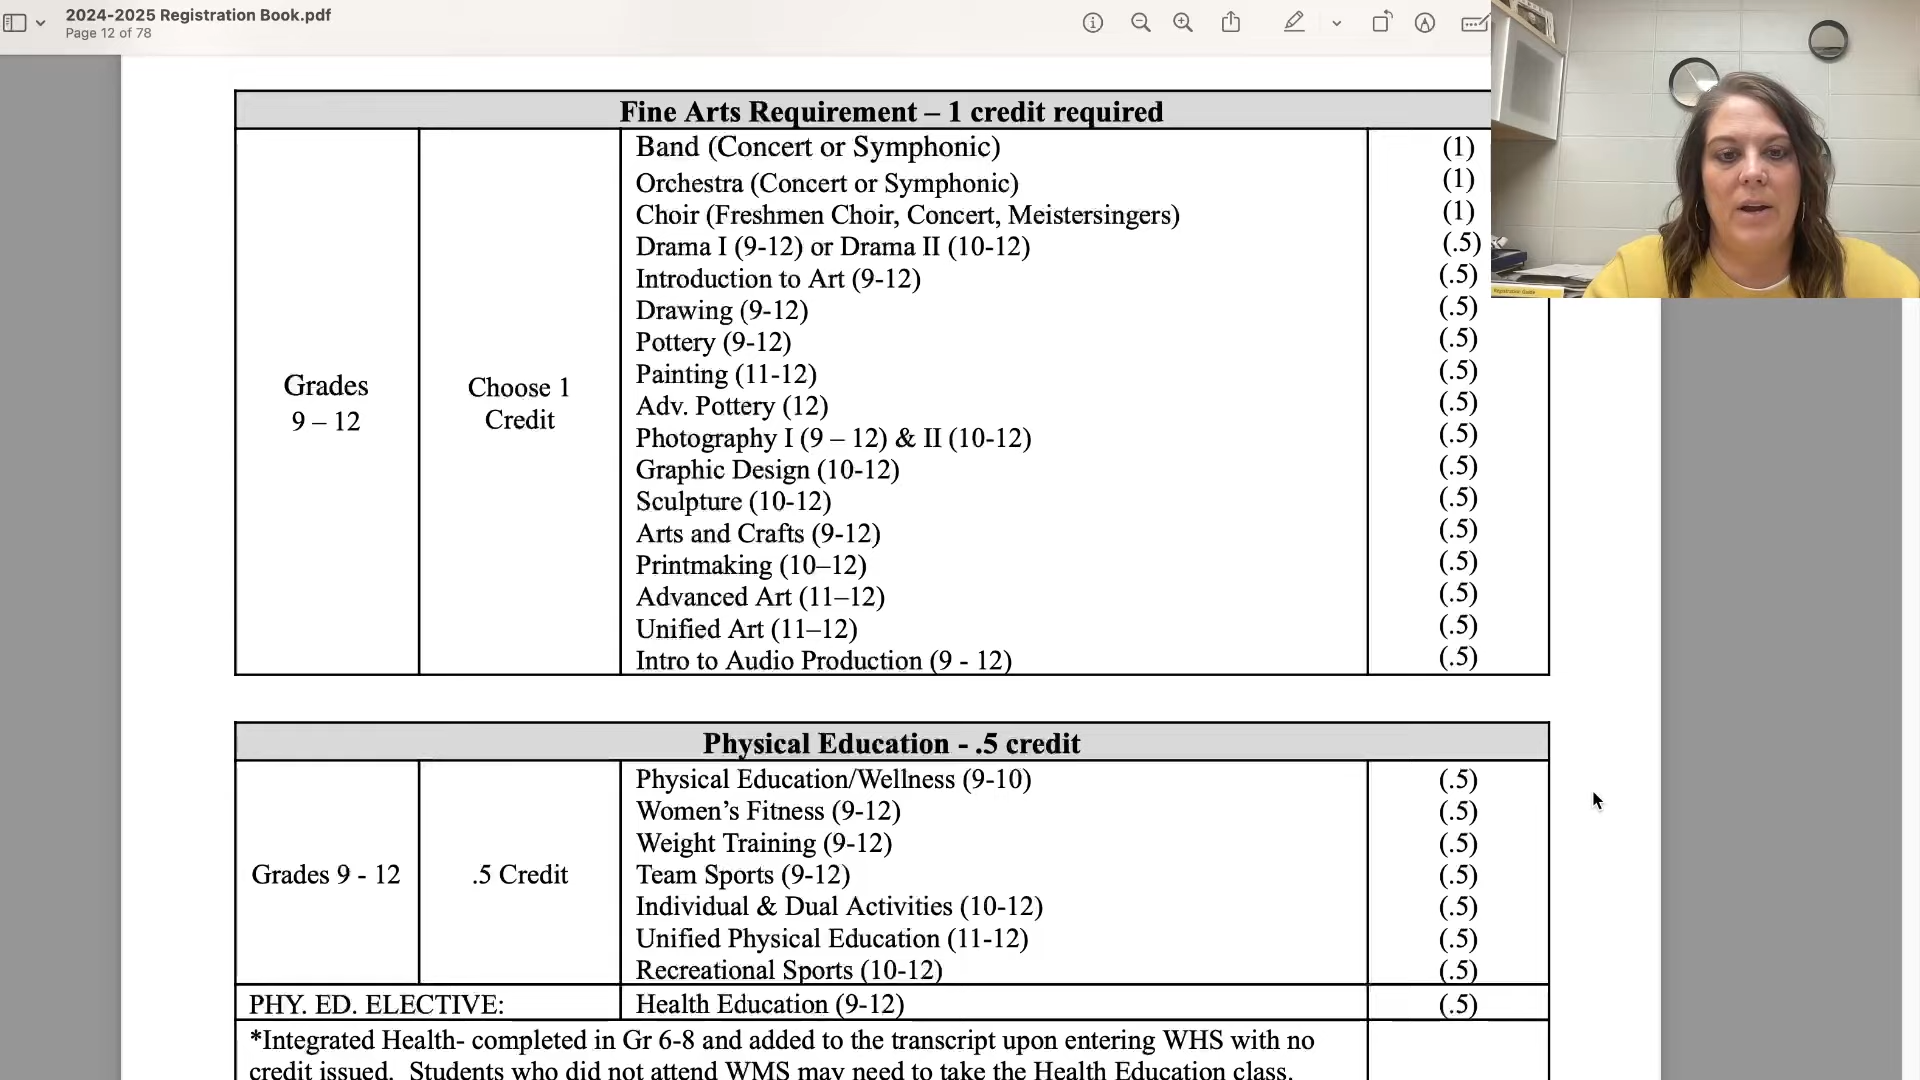 2024-2025 Registration Book.pdf
Page 12 of 78
Fine Arts Requirement – 1 credit required
Grades
9 – 12
Choose 1
Credit
Band (Concert or Symphonic) (1)
Orchestra (Concert or Symphonic) (1)
Choir (Freshmen Choir, Concert, Meistersingers) (1)
Drama I (9-12) or Drama II (10-12) (.5)
Introduction to Art (9-12) (.5)
Drawing (9-12) (.5)
Pottery (9-12) (.5)
Painting (11-12) (.5)
Adv. Pottery (12) (.5)
Photography I (9 – 12) & II (10-12) (.5)
Graphic Design (10-12) (.5)
Sculpture (10-12) (.5)
Arts and Crafts (9-12) (.5)
Printmaking (10–12) (.5)
Advanced Art (11–12) (.5)
Unified Art (11–12) (.5)
Intro to Audio Production (9 - 12) (.5)
Physical Education - .5 credit
Grades 9 - 12
.5 Credit
Physical Education/Wellness (9-10) (.5)
Women’s Fitness (9-12) (.5)
Weight Training (9-12) (.5)
Team Sports (9-12) (.5)
Individual & Dual Activities (10-12) (.5)
Unified Physical Education (11-12) (.5)
Recreational Sports (10-12) (.5)
PHY. ED. ELECTIVE: Health Education (9-12) (.5)
*Integrated Health- completed in Gr 6-8 and added to the transcript upon entering WHS with no
credit issued. Students who did not attend WMS may need to take the Health Education class.
Registration Guide